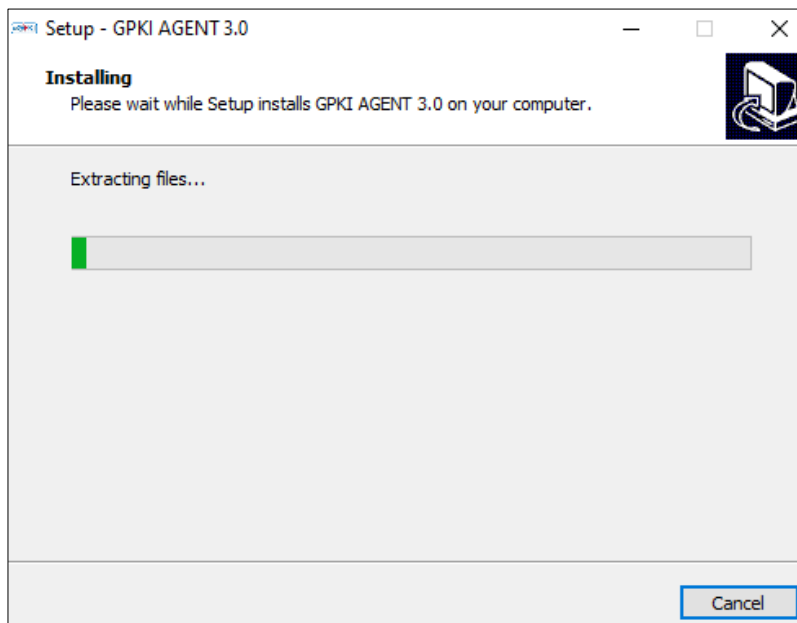 Setup - GPKI AGENT 3.0
Installing
Please wait while Setup installs GPKI AGENT 3.0 on your computer.
Extracting files...
Cancel